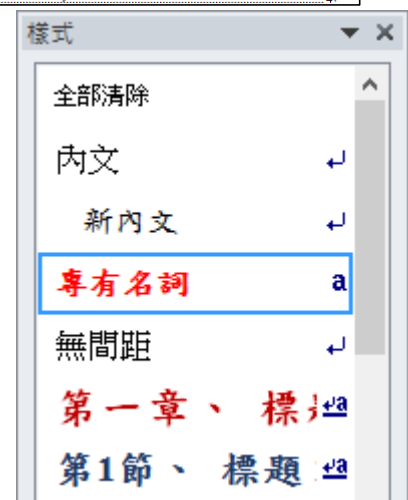 樣式
全部清除
內文
新內文
專有名詞 a
無間距
第一章、 標 a
第1節、 標題 a